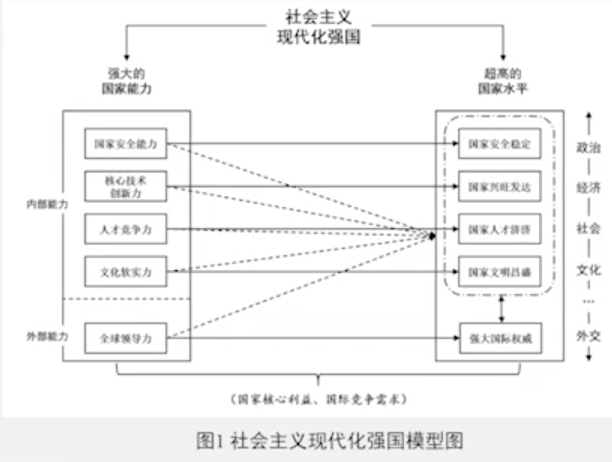 社会主义
现代化强国
强大的
国家能力
超高的
国家水平
国家安全能力
国家安全稳定
政治
核心技术
创新力
国家兴旺发达
经济
内部能力
人才竞争力
国家人才济济
社会
文化软实力
国家文明昌盛
文化
...
外部能力
全球领导力
强大国际权威
外交
（国家核心利益、国际竞争需求）
图1 社会主义现代化强国模型图